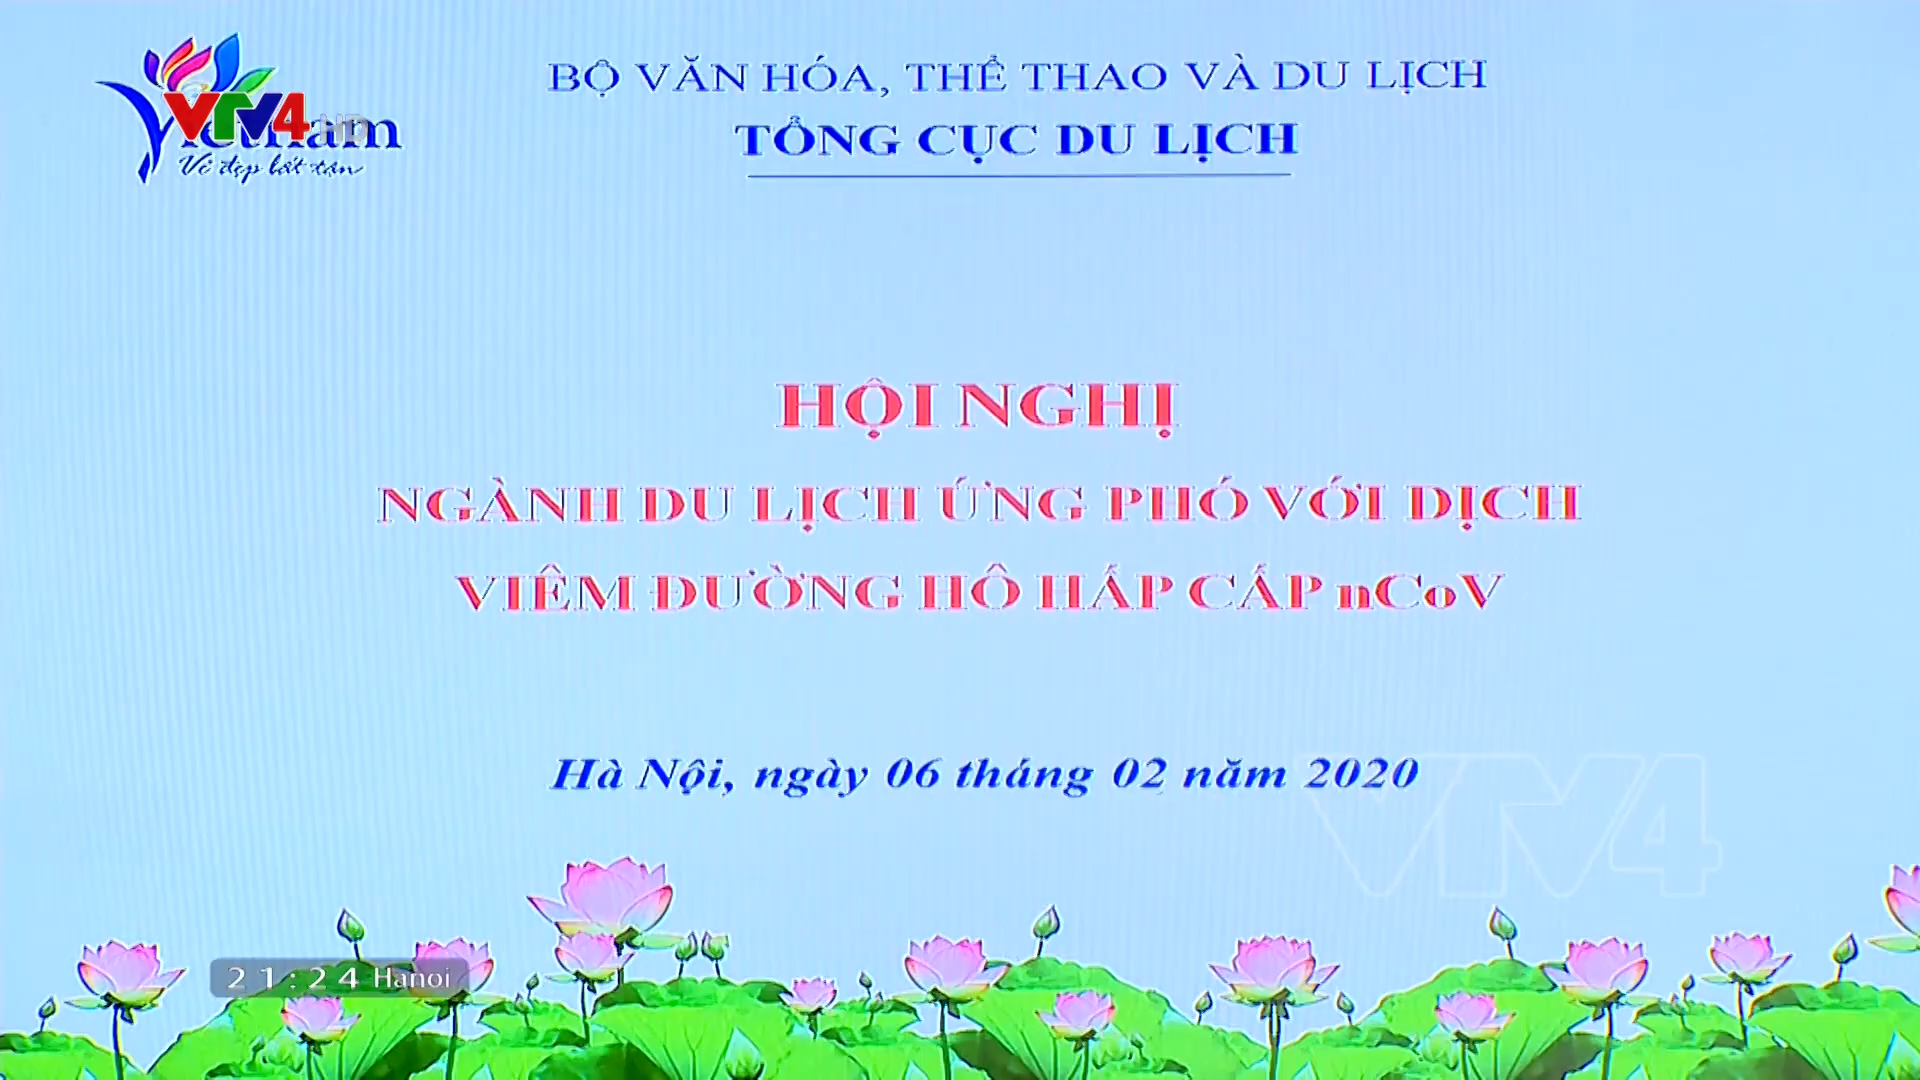 BỘ VĂN HÓA, THỂ THAO VÀ DU LỊCH
TỔNG CỤC DU LỊCH
VTV4 HD
Vietnam
Vẻ đẹp bất tận
HỘI NGHỊ
NGÀNH DU LỊCH ỨNG PHÓ VỚI DỊCH
VIÊM ĐƯỜNG HÔ HẤP CẤP nCoV
Hà Nội, ngày 06 tháng 02 năm 2020
VTV4
21:24 Hanoi